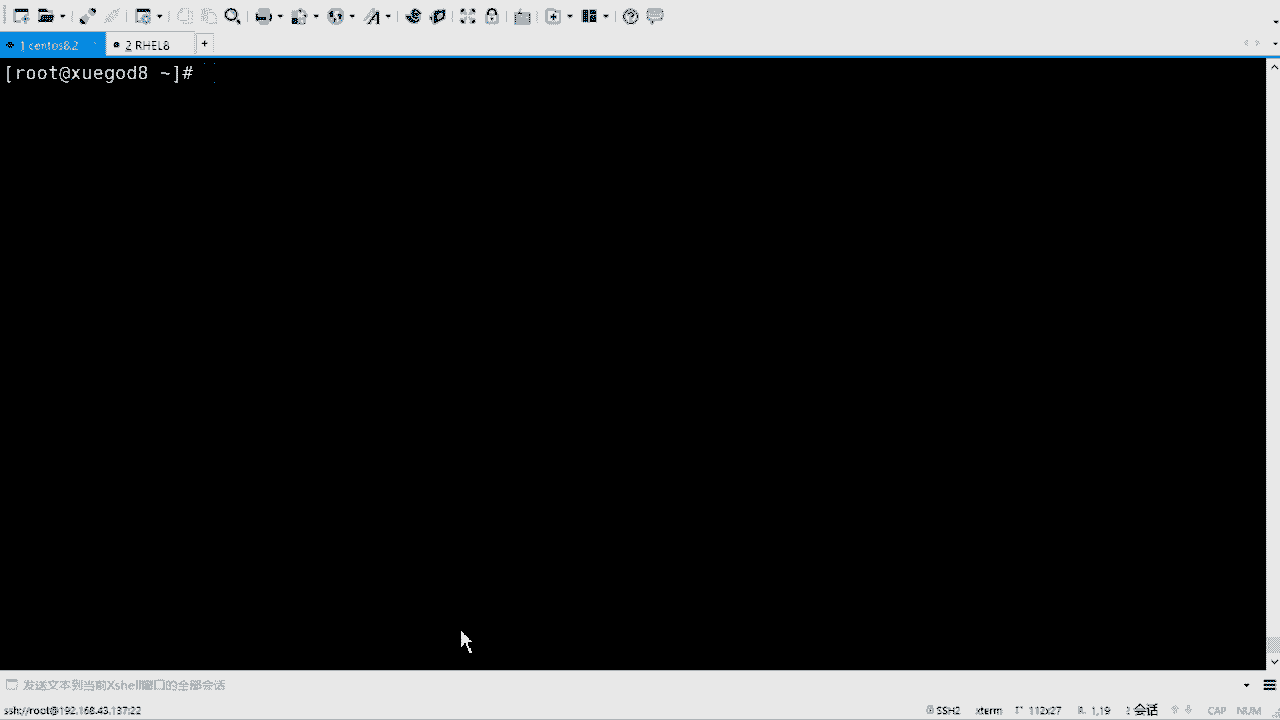 1 centos8.2
2 RHEL8
+
[root@xuegod8 ~]#
发送文本到当前Xshell窗口的全部会话
ssh://root@192.168.43.137:22
SSH2
xterm
112x27
1,19
1 会话
CAP
NUM